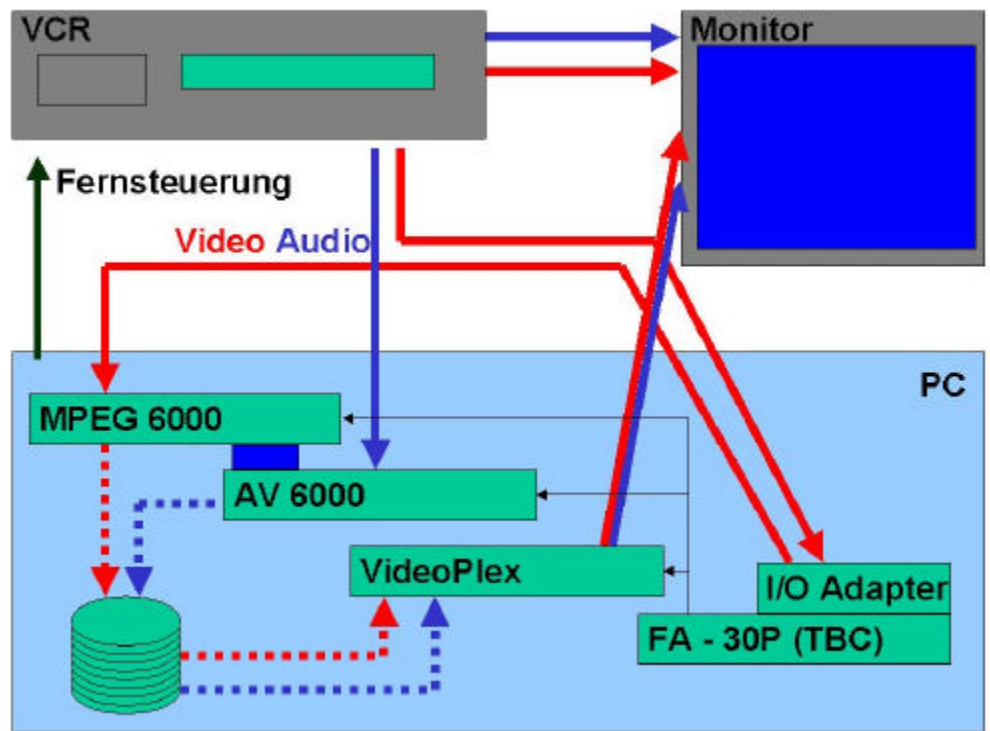 VCR
Monitor
Fernsteuerung
Video Audio
PC
MPEG 6000
AV 6000
VideoPlex
I/O Adapter
FA - 30P (TBC)